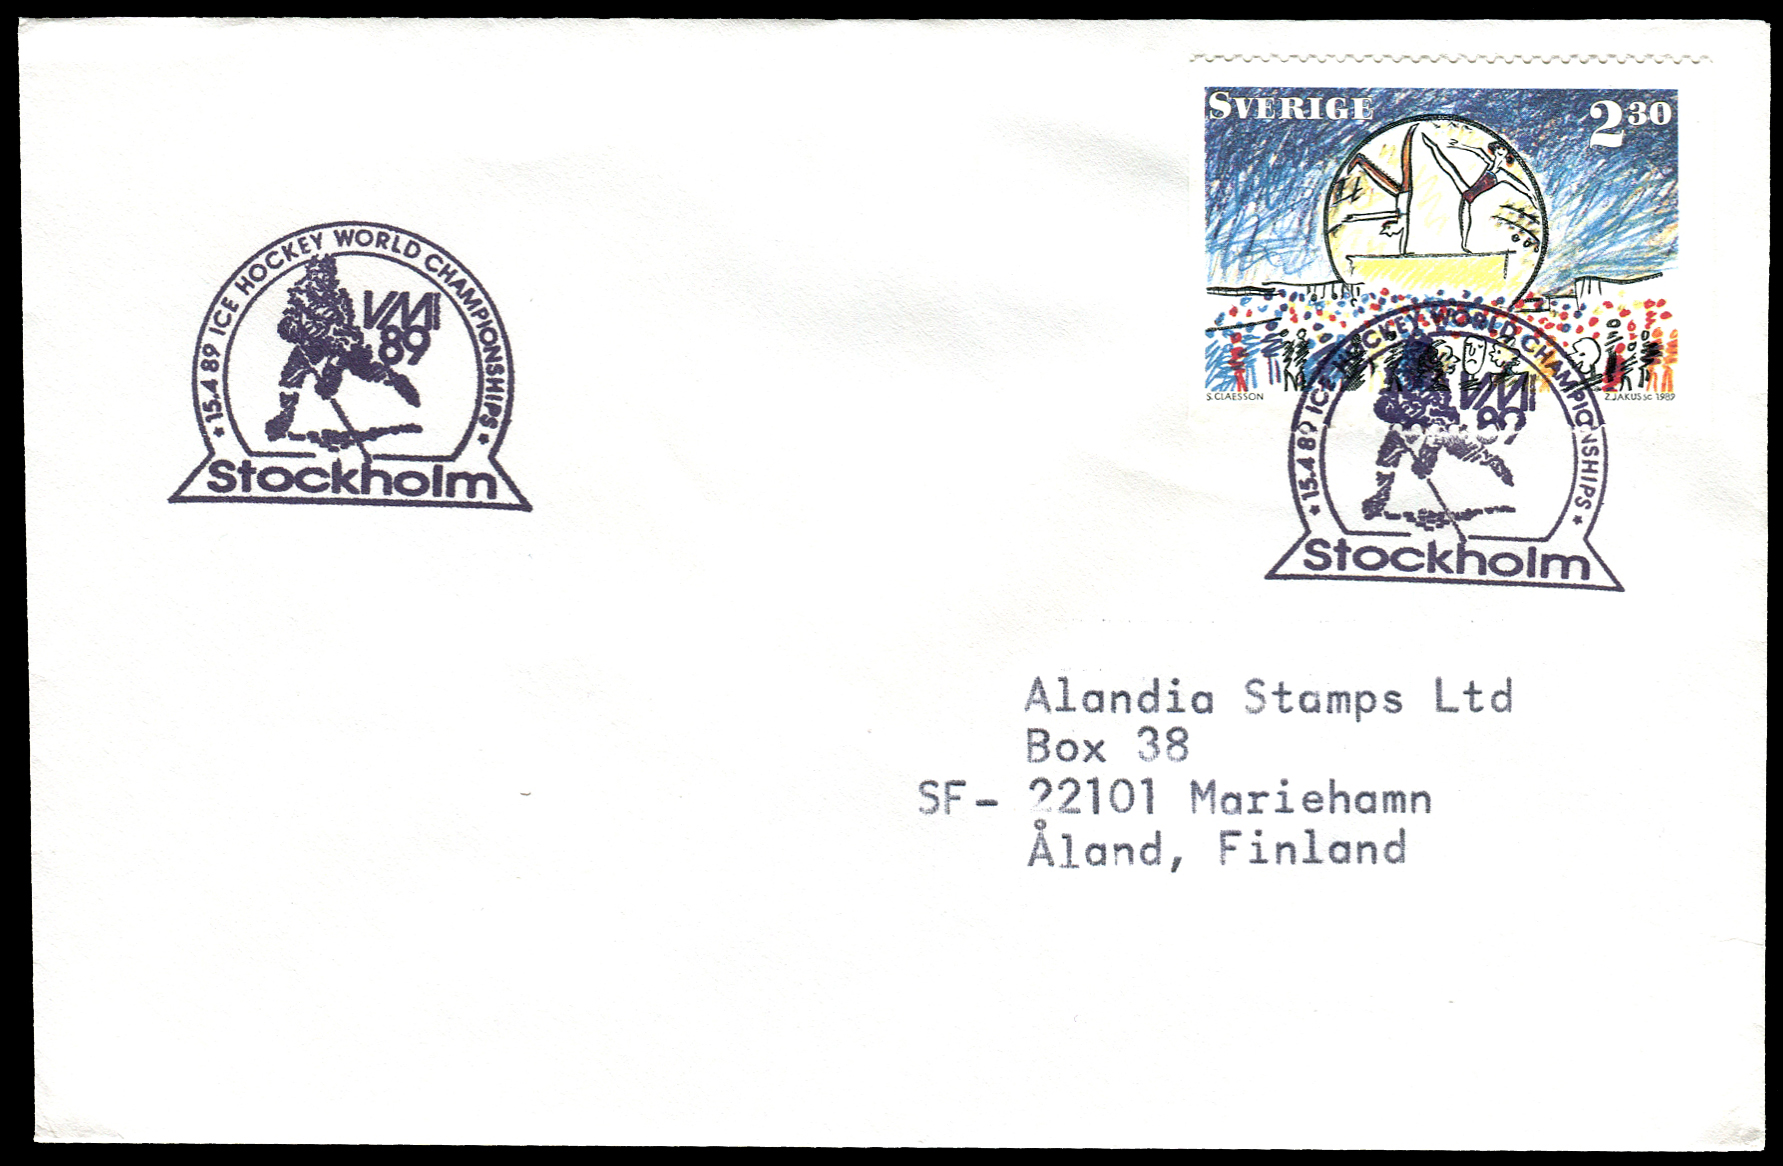 SVERIGE 2 30
S. CLAESSON Z. JAKUS SC 1989
15.4 89 ICE HOCKEY WORLD CHAMPIONSHIPS
VM
89
Stockholm
15.4 89 ICE HOCKEY WORLD CHAMPIONSHIPS
VM
89
Stockholm
Alandia Stamps Ltd
Box 38
SF- 22101 Mariehamn
Åland, Finland